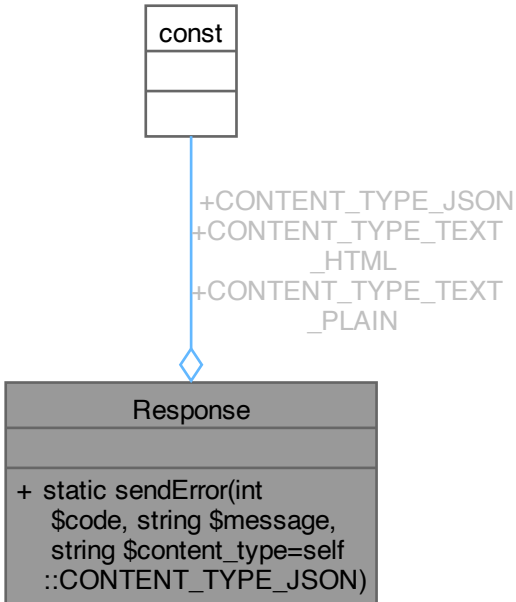 const
+CONTENT_TYPE_JSON
+CONTENT_TYPE_TEXT
_HTML
+CONTENT_TYPE_TEXT
_PLAIN
Response
+ static sendError(int
$code, string $message,
string $content_type=self
::CONTENT_TYPE_JSON)